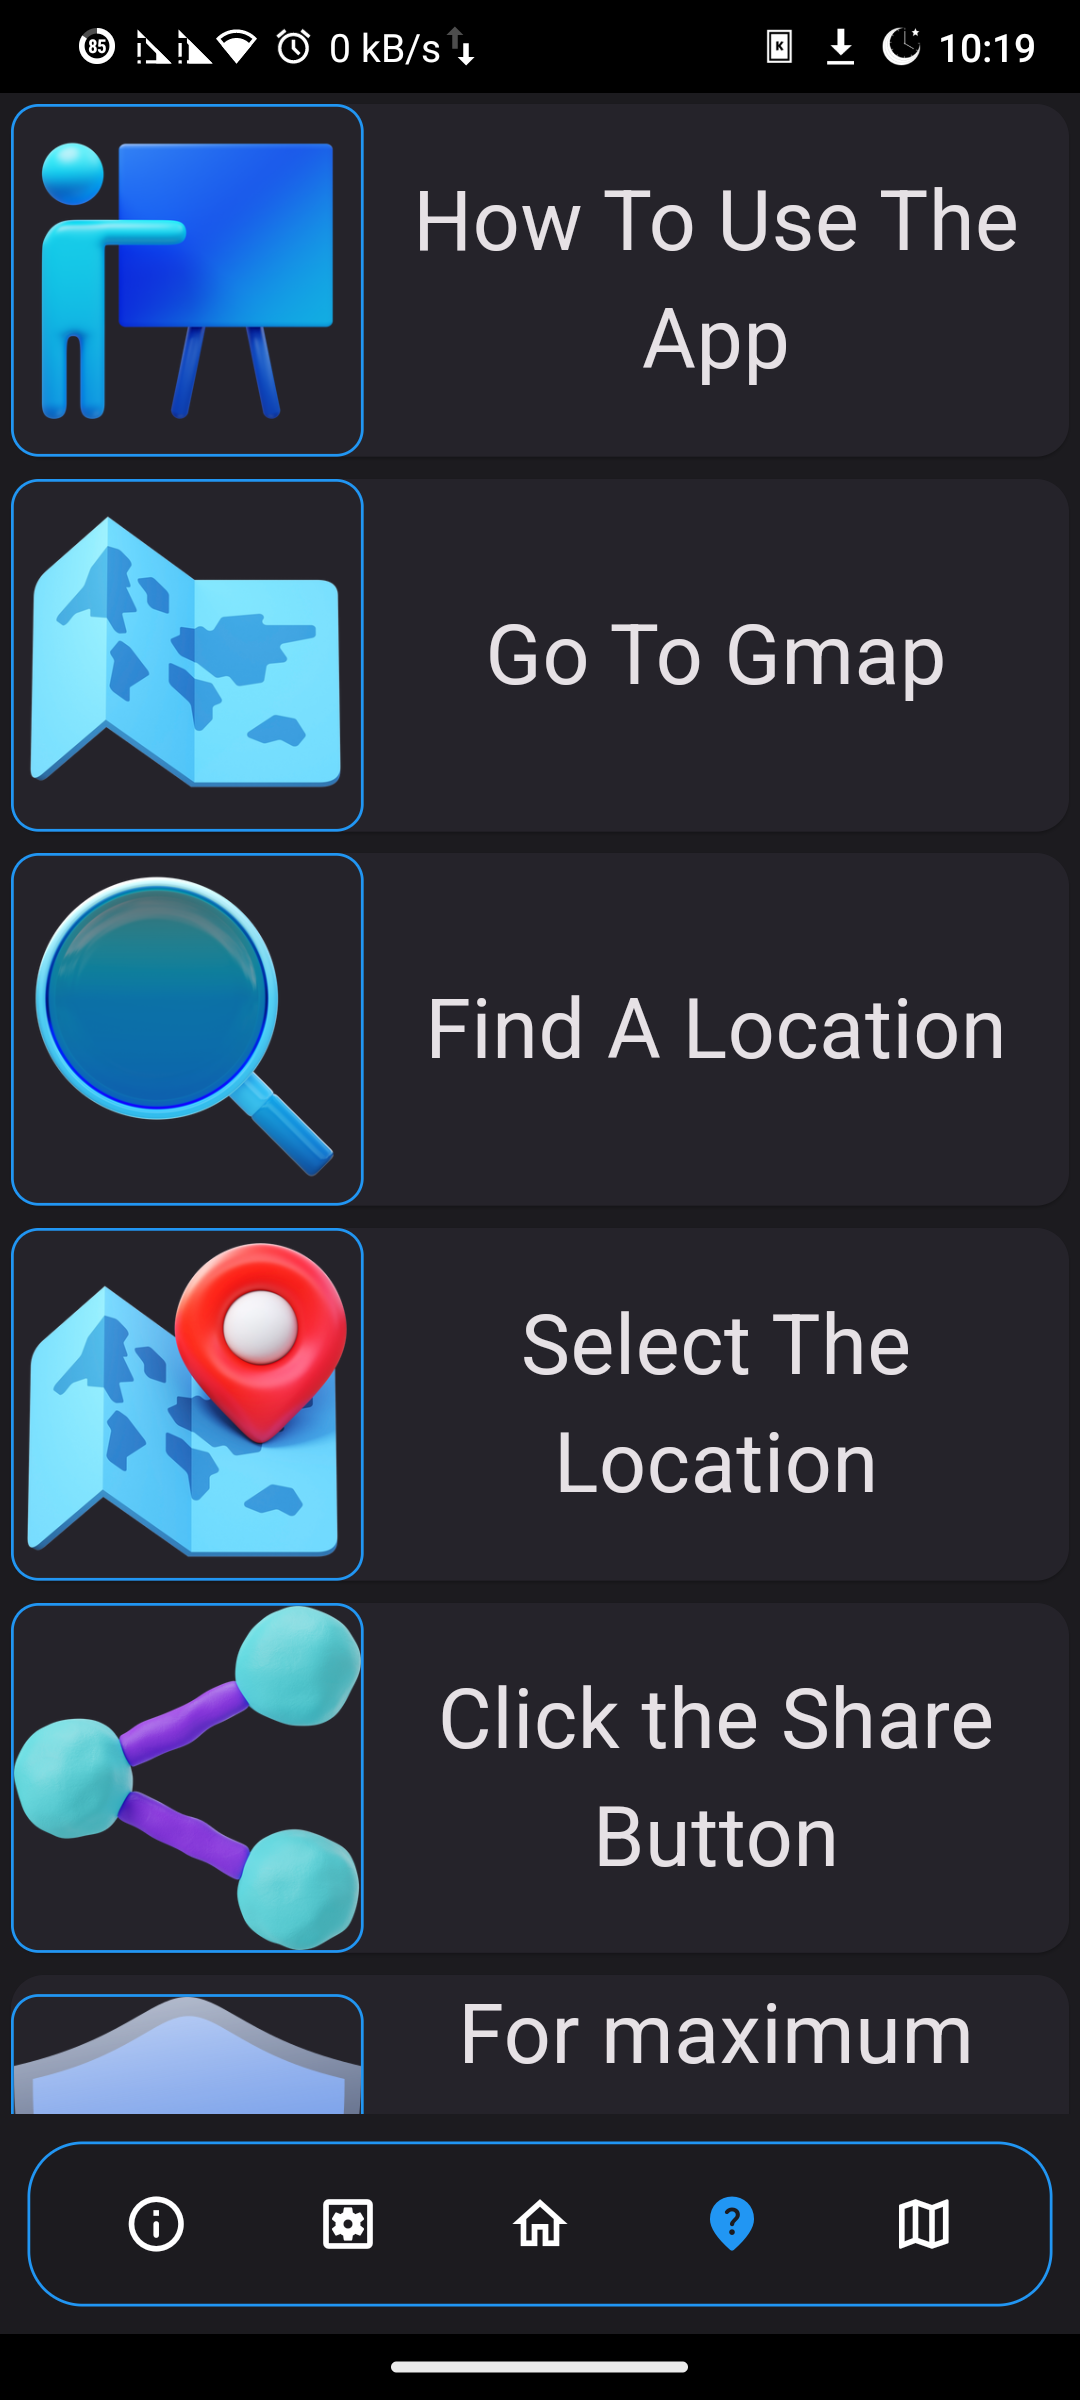 85 0 kB/s K 10:19
How To Use The
App
Go To Gmap
Find A Location
Select The
Location
Click the Share
Button
For maximum
?